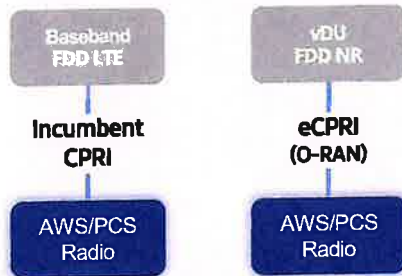 Baseband
FDD LTE
Incumbent
CPRI
AWS/PCS
Radio
vDU
FDD NR
eCPRI
(O-RAN)
AWS/PCS
Radio